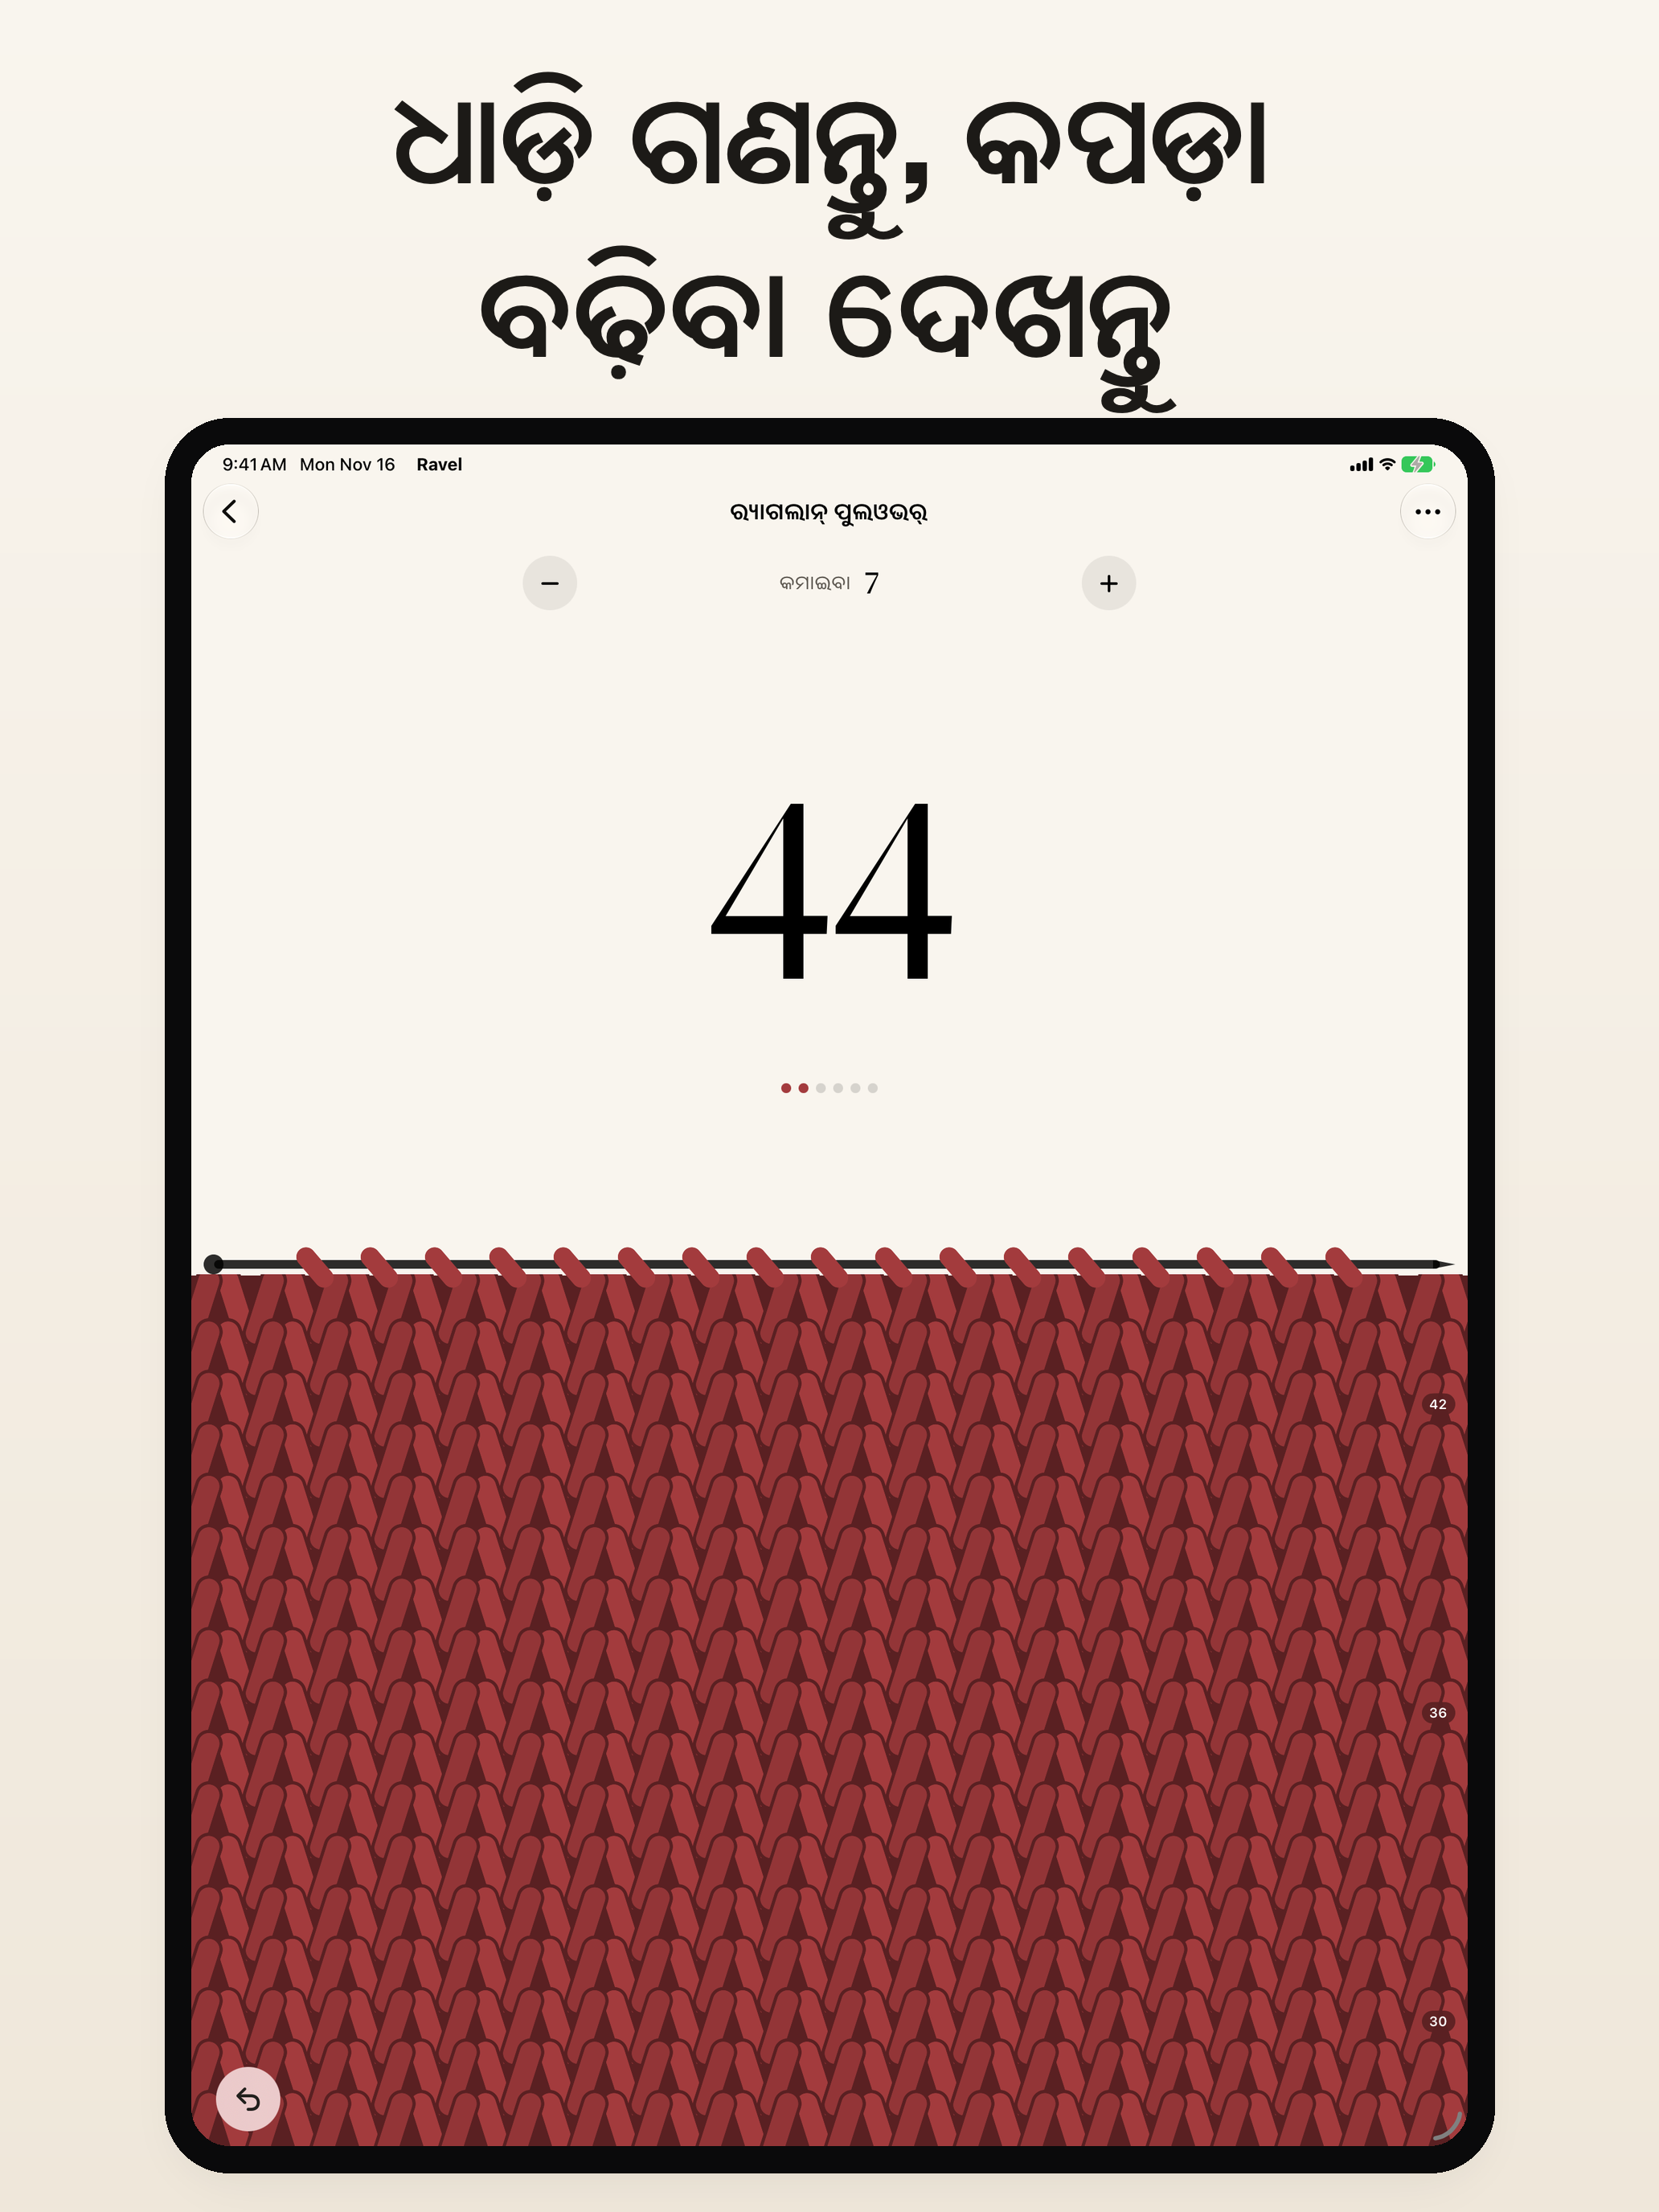 ଧାଡ଼ି ଗଣନ୍ତୁ, କପଡ଼ା
ବଢ଼ିବା ଦେଖନ୍ତୁ
9:41 AM Mon Nov 16 Ravel
ର୍‍ୟାଗଲାନ୍ ପୁଲଓଭର୍
କମାଇବା 7
44
42
36
30